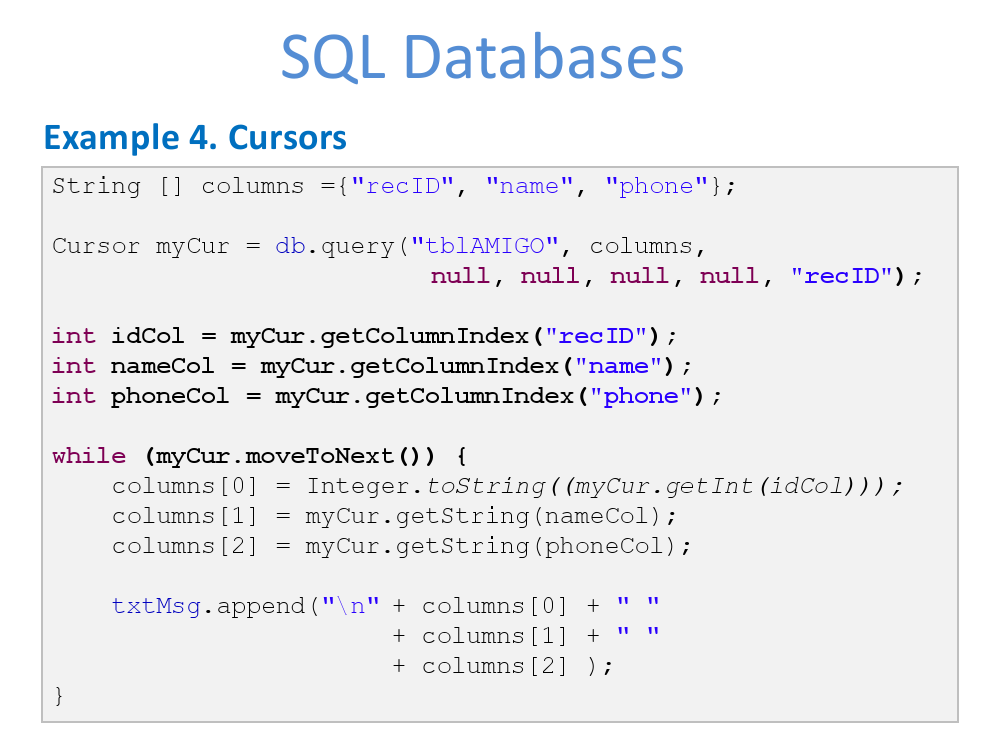 SQL Databases
Example 4. Cursors
String [] columns ={"recID", "name", "phone"};
Cursor myCur = db.query("tblAMIGO", columns,
null, null, null, null, "recID");
int idCol = myCur.getColumnIndex("recID");
int nameCol = myCur.getColumnIndex("name");
int phoneCol = myCur.getColumnIndex("phone");
while (myCur.moveToNext()) {
columns[0] = Integer.toString((myCur.getInt(idCol)));
columns[1] = myCur.getString(nameCol);
columns[2] = myCur.getString(phoneCol);
txtMsg.append("\n" + columns[0] + " "
+ columns[1] + " "
+ columns[2] );
}